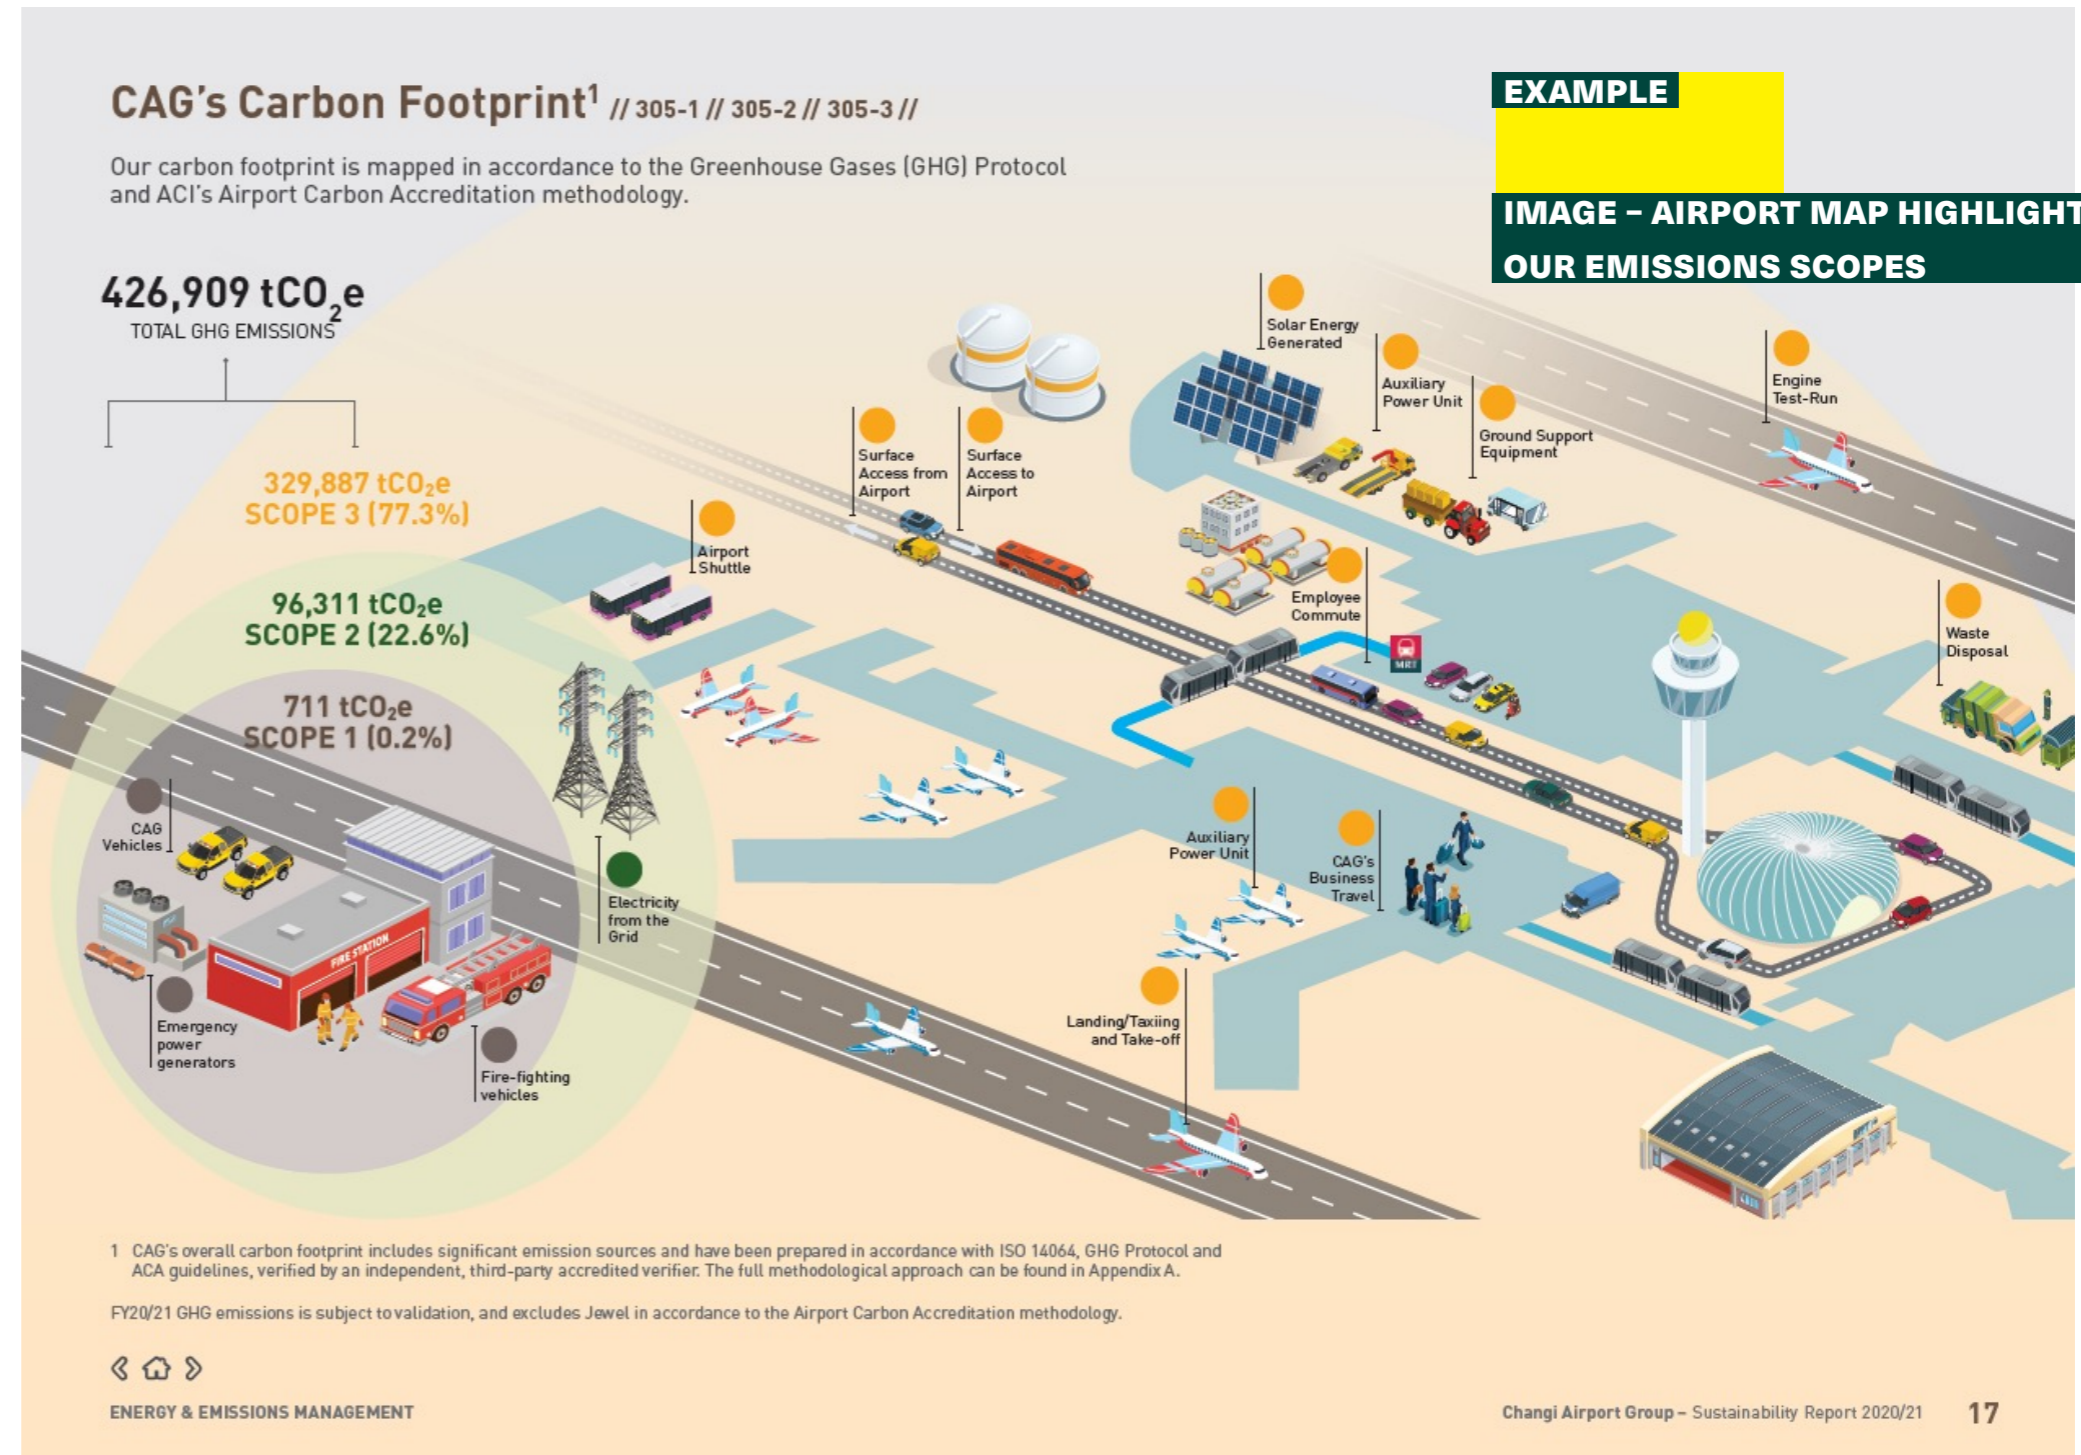 CAG's Carbon Footprint¹ // 305-1 // 305-2 // 305-3 //
Our carbon footprint is mapped in accordance to the Greenhouse Gases (GHG) Protocol
and ACI's Airport Carbon Accreditation methodology.
EXAMPLE
IMAGE – AIRPORT MAP HIGHLIGHT
OUR EMISSIONS SCOPES
426,909 tCO₂e
TOTAL GHG EMISSIONS
329,887 tCO₂e
SCOPE 3 (77.3%)
96,311 tCO₂e
SCOPE 2 (22.6%)
711 tCO₂e
SCOPE 1 (0.2%)
Solar Energy
Generated
Auxiliary
Power Unit
Ground Support
Equipment
Engine
Test-Run
Surface
Access from
Airport
Surface
Access to
Airport
Airport
Shuttle
Employee
Commute
MRT
Waste
Disposal
CAG
Vehicles
Electricity
from the
Grid
FIRE STATION
Emergency
power
generators
Fire-fighting
vehicles
Auxiliary
Power Unit
CAG's
Business
Travel
Landing/Taxiing
and Take-off
1 CAG's overall carbon footprint includes significant emission sources and have been prepared in accordance with ISO 14064, GHG Protocol and
ACA guidelines, verified by an independent, third-party accredited verifier. The full methodological approach can be found in Appendix A.
FY20/21 GHG emissions is subject to validation, and excludes Jewel in accordance to the Airport Carbon Accreditation methodology.
ENERGY & EMISSIONS MANAGEMENT
Changi Airport Group – Sustainability Report 2020/21 17